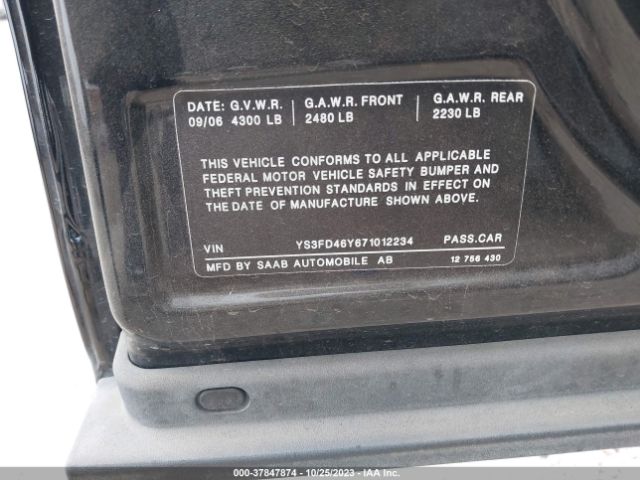 DATE: G.V.W.R. G.A.W.R. FRONT G.A.W.R. REAR
09/06 4300 LB 2480 LB 2230 LB
THIS VEHICLE CONFORMS TO ALL APPLICABLE
FEDERAL MOTOR VEHICLE SAFETY BUMPER AND
THEFT PREVENTION STANDARDS IN EFFECT ON
THE DATE OF MANUFACTURE SHOWN ABOVE.
VIN YS3FD46Y671012234 PASS.CAR
MFD BY SAAB AUTOMOBILE AB 12 756 430
000-37847874 | 10/25/2023 | IAA Inc.